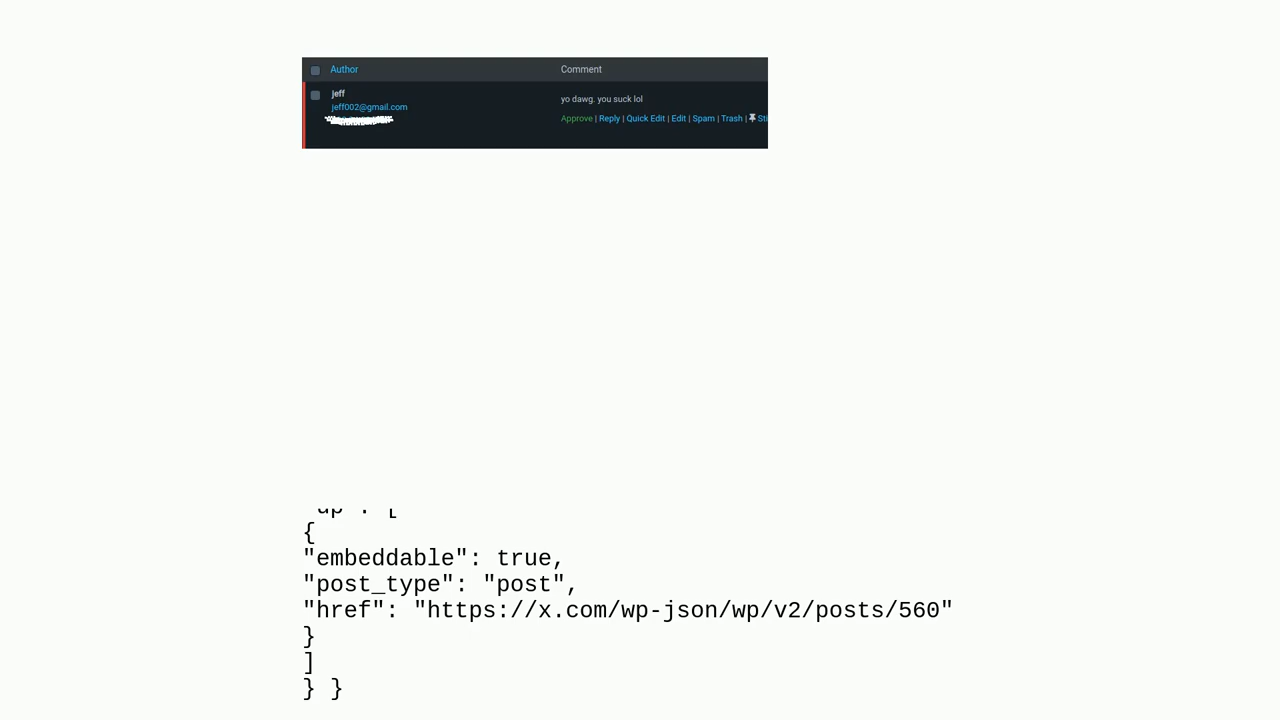 Author Comment
jeff
yo dawg. you suck lol
jeff002@gmail.com
Approve | Reply | Quick Edit | Edit | Spam | Trash |
{
"embeddable": true,
"post_type": "post",
"href": "https://x.com/wp-json/wp/v2/posts/560"
}
]
} }